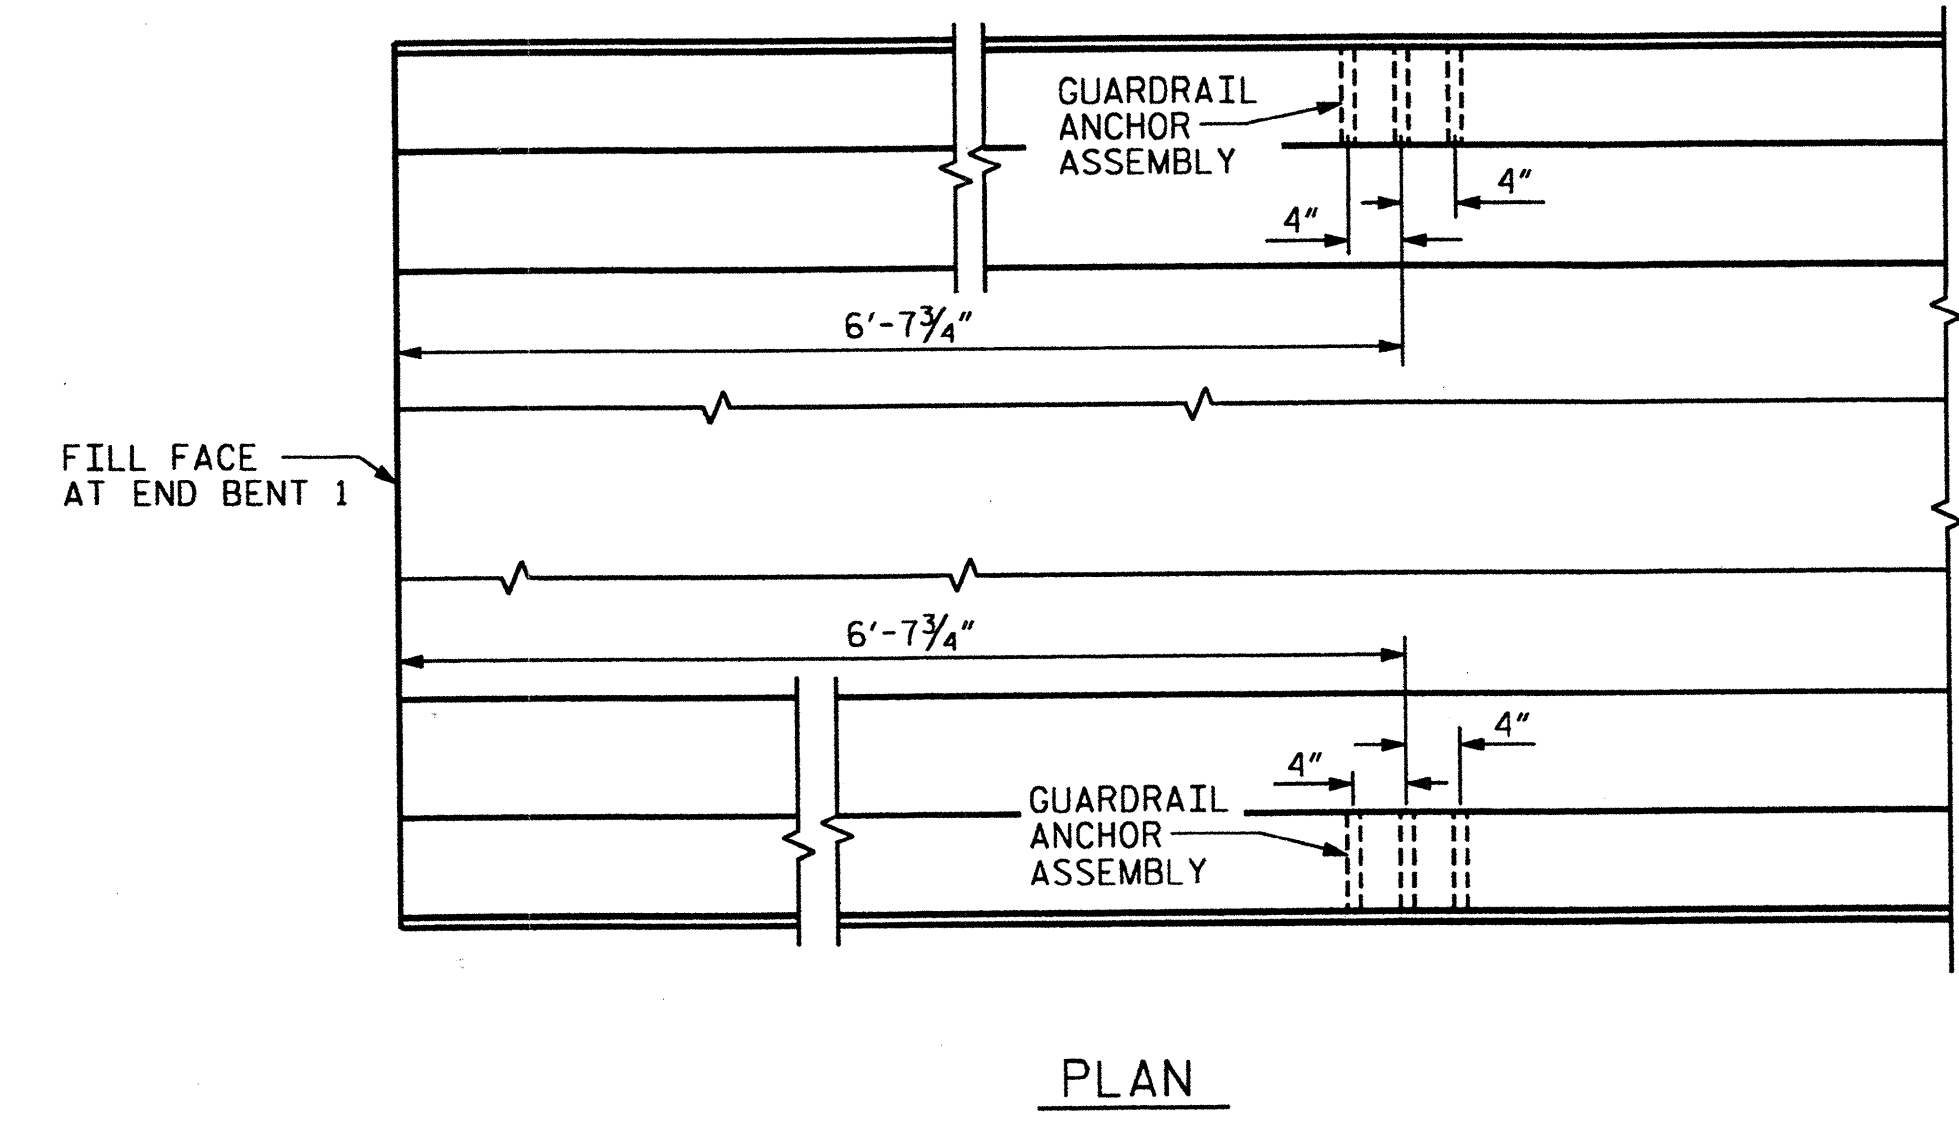 GUARDRAIL
ANCHOR
ASSEMBLY
4"
4"
6'-7¾"
FILL FACE
AT END BENT 1
6'-7¾"
4"
4"
GUARDRAIL
ANCHOR
ASSEMBLY
PLAN